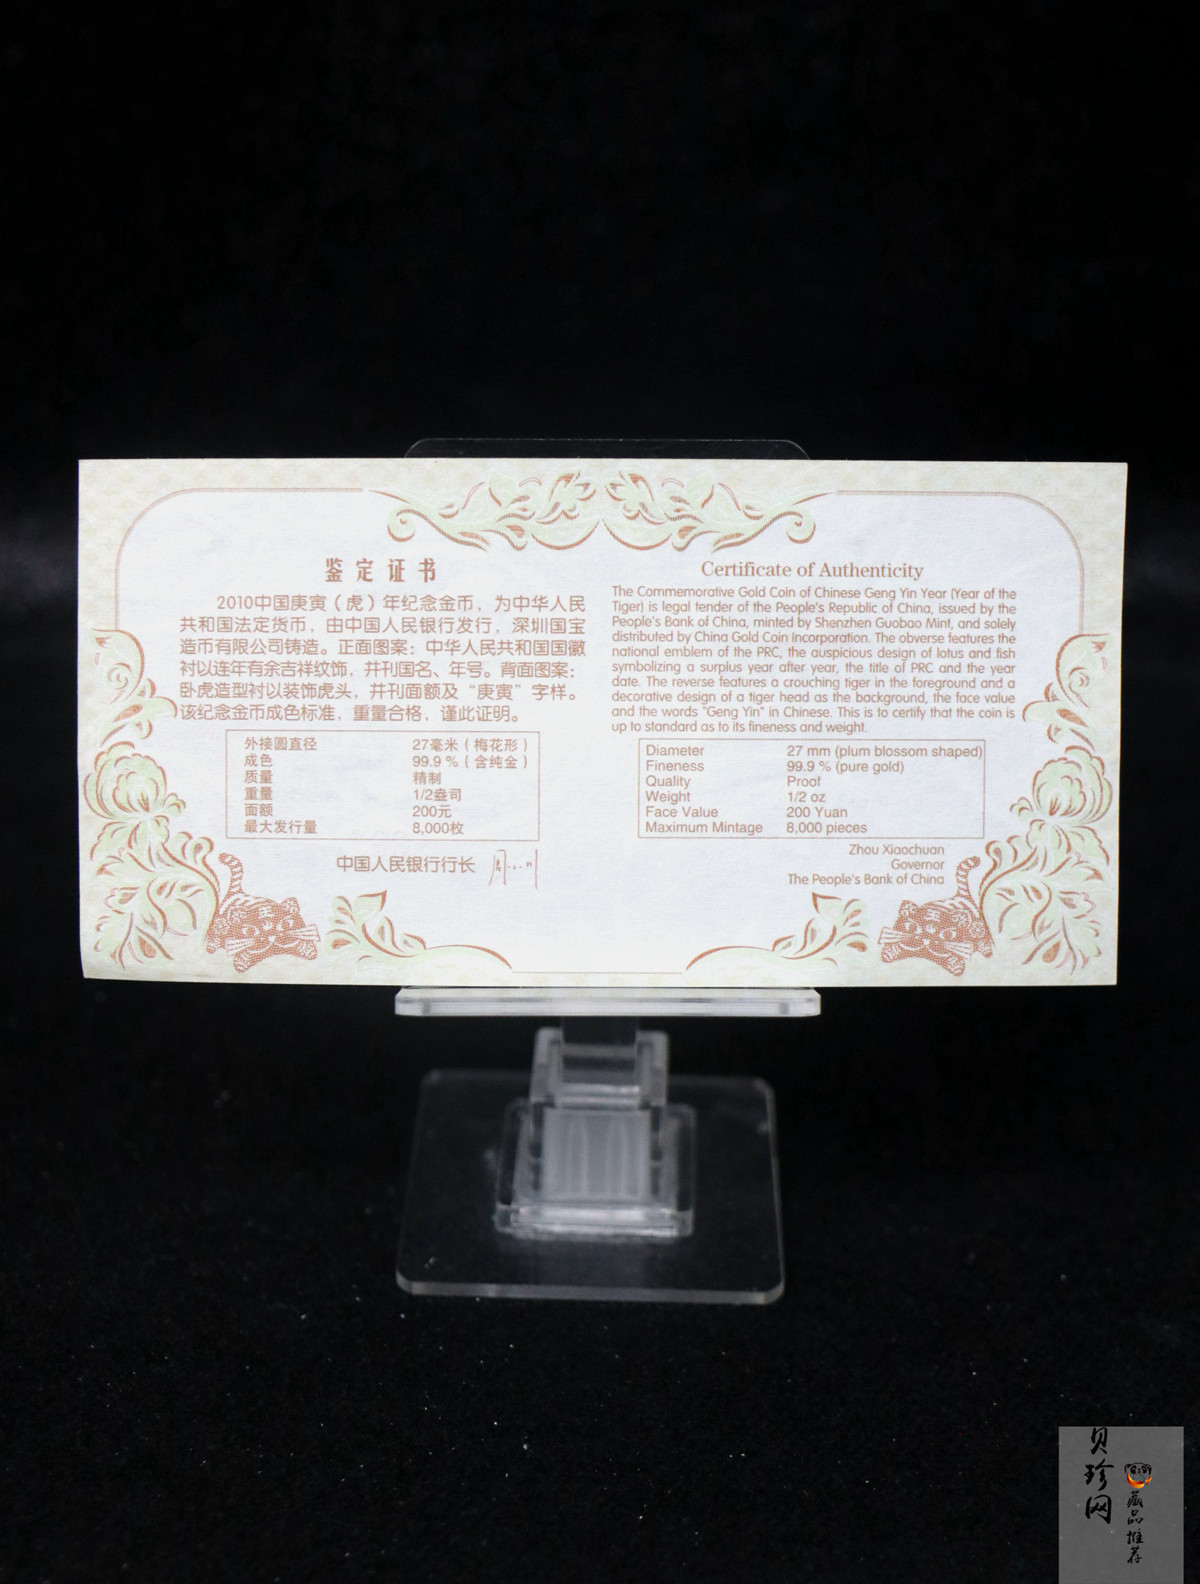 鉴定证书
2010中国庚寅（虎）年纪念金币，为中华人民
共和国法定货币，由中国人民银行发行，深圳国宝
造币有限公司铸造。正面图案：中华人民共和国国徽
衬以连年有余吉祥纹饰，并刊国名、年号。背面图案：
卧虎造型衬以装饰虎头，并刊面额及“庚寅”字样。
该纪念金币成色标准，重量合格，谨此证明。
外接圆直径 27毫米（梅花形）
成色 99.9％（含纯金）
质量 精制
重量 1/2盎司
面额 200元
最大发行量 8,000枚
中国人民银行行长
Certificate of Authenticity
The Commemorative Gold Coin of Chinese Geng Yin Year (Year of the
Tiger) is legal tender of the People's Republic of China, issued by the
People's Bank of China, minted by Shenzhen Guobao Mint, and solely
distributed by China Gold Coin Incorporation. The obverse features the
national emblem of the PRC, the auspicious design of lotus and fish
symbolizing a surplus year after year, the title of PRC and the year
date. The reverse features a crouching tiger in the foreground and a
decorative design of a tiger head as the background, the face value
and the words "Geng Yin" in Chinese. This is to certify that the coin is
up to standard as to its fineness and weight.
Diameter 27 mm (plum blossom shaped)
Fineness 99.9 % (pure gold)
Quality Proof
Weight 1/2 oz
Face Value 200 Yuan
Maximum Mintage 8,000 pieces
Zhou Xiaochuan
Governor
The People's Bank of China
贝珍网
藏品推荐